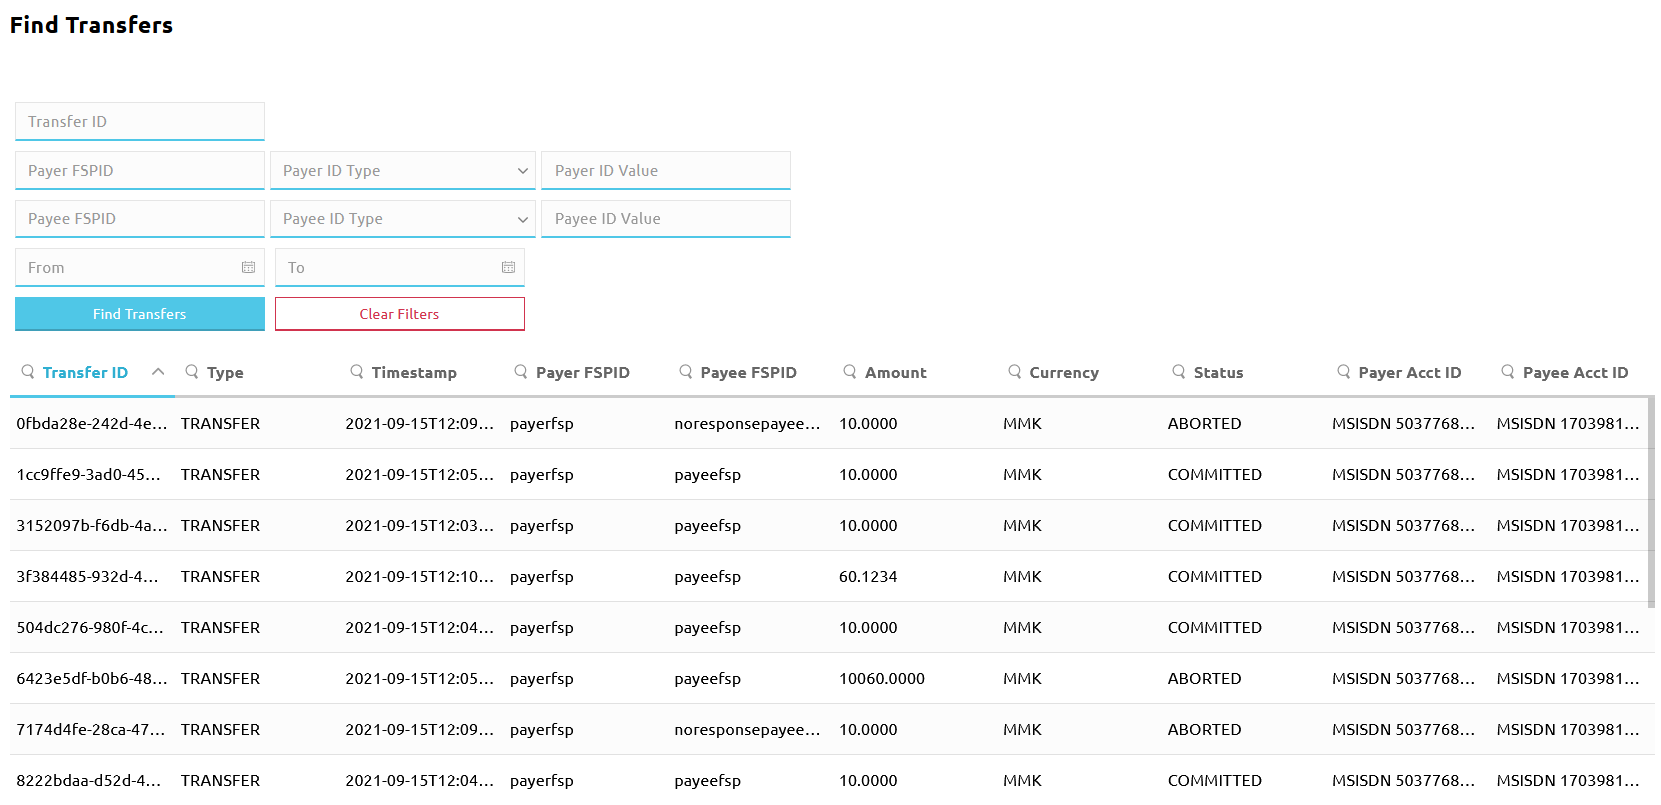 Find Transfers
Transfer ID
Payer FSPID Payer ID Type Payer ID Value
Payee FSPID Payee ID Type Payee ID Value
From To
Find Transfers Clear Filters
Transfer ID Type Timestamp Payer FSPID Payee FSPID Amount Currency Status Payer Acct ID Payee Acct ID
0fbda28e-242d-4e... TRANSFER 2021-09-15T12:09... payerfsp noresponsepayee... 10.0000 MMK ABORTED MSISDN 5037768... MSISDN 1703981...
1cc9ffe9-3ad0-45... TRANSFER 2021-09-15T12:05... payerfsp payeefsp 10.0000 MMK COMMITTED MSISDN 5037768... MSISDN 1703981...
3152097b-f6db-4a... TRANSFER 2021-09-15T12:03... payerfsp payeefsp 10.0000 MMK COMMITTED MSISDN 5037768... MSISDN 1703981...
3f384485-932d-4... TRANSFER 2021-09-15T12:10... payerfsp payeefsp 60.1234 MMK COMMITTED MSISDN 5037768... MSISDN 1703981...
504dc276-980f-4c... TRANSFER 2021-09-15T12:04... payerfsp payeefsp 10.0000 MMK COMMITTED MSISDN 5037768... MSISDN 1703981...
6423e5df-b0b6-48... TRANSFER 2021-09-15T12:05... payerfsp payeefsp 10060.0000 MMK ABORTED MSISDN 5037768... MSISDN 1703981...
7174d4fe-28ca-47... TRANSFER 2021-09-15T12:09... payerfsp noresponsepayee... 10.0000 MMK ABORTED MSISDN 5037768... MSISDN 1703981...
8222bdaa-d52d-4... TRANSFER 2021-09-15T12:04... payerfsp payeefsp 10.0000 MMK COMMITTED MSISDN 5037768... MSISDN 1703981...